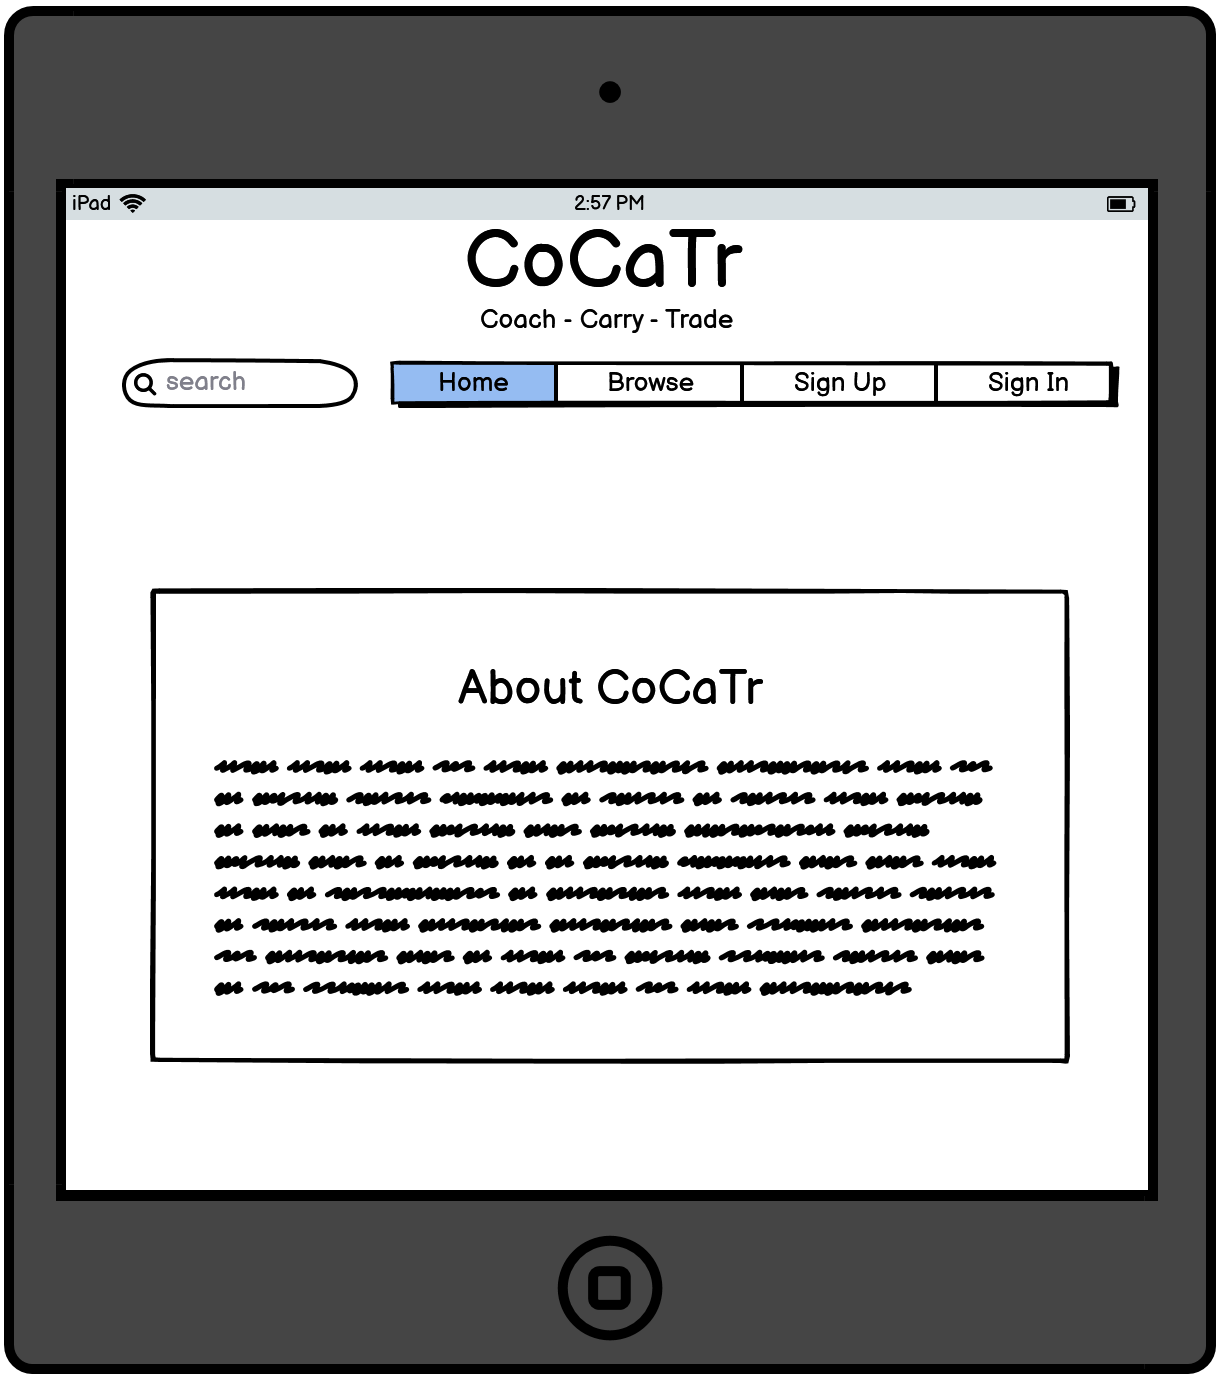 iPad 2:57 PM
CoCaTr
Coach - Carry - Trade
search Home Browse Sign Up Sign In
About CoCaTr